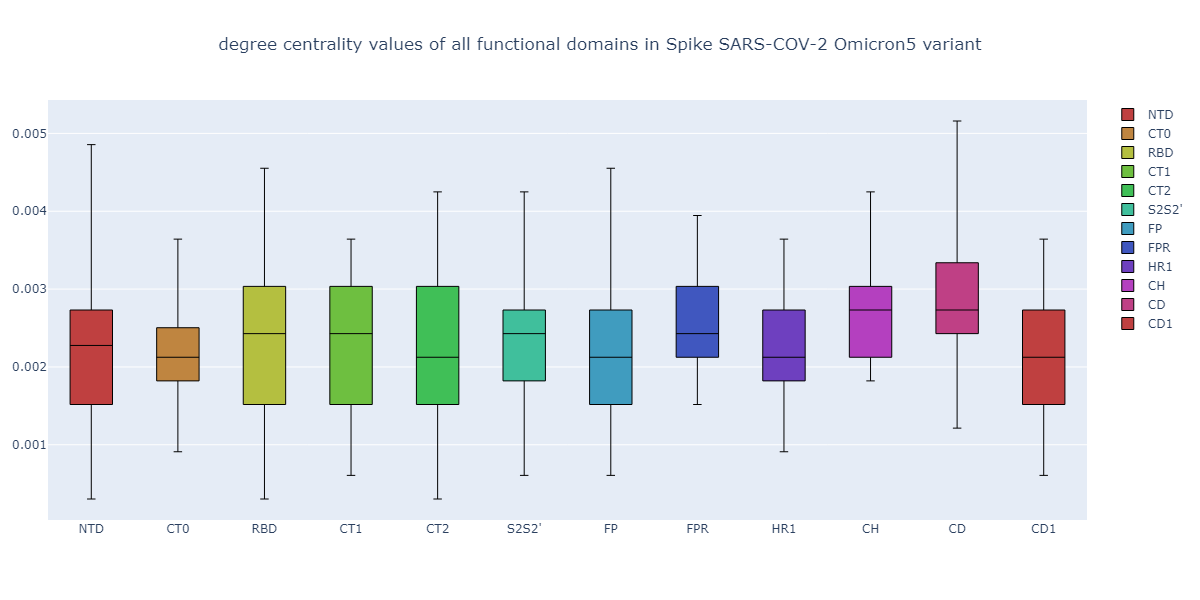 degree centrality values of all functional domains in Spike SARS-COV-2 Omicron5 variant
0.005
0.004
0.003
0.002
0.001
NTD
CT0
RBD
CT1
CT2
S2S2'
FP
FPR
HR1
CH
CD
CD1
NTD
CT0
RBD
CT1
CT2
S2S2'
FP
FPR
HR1
CH
CD
CD1